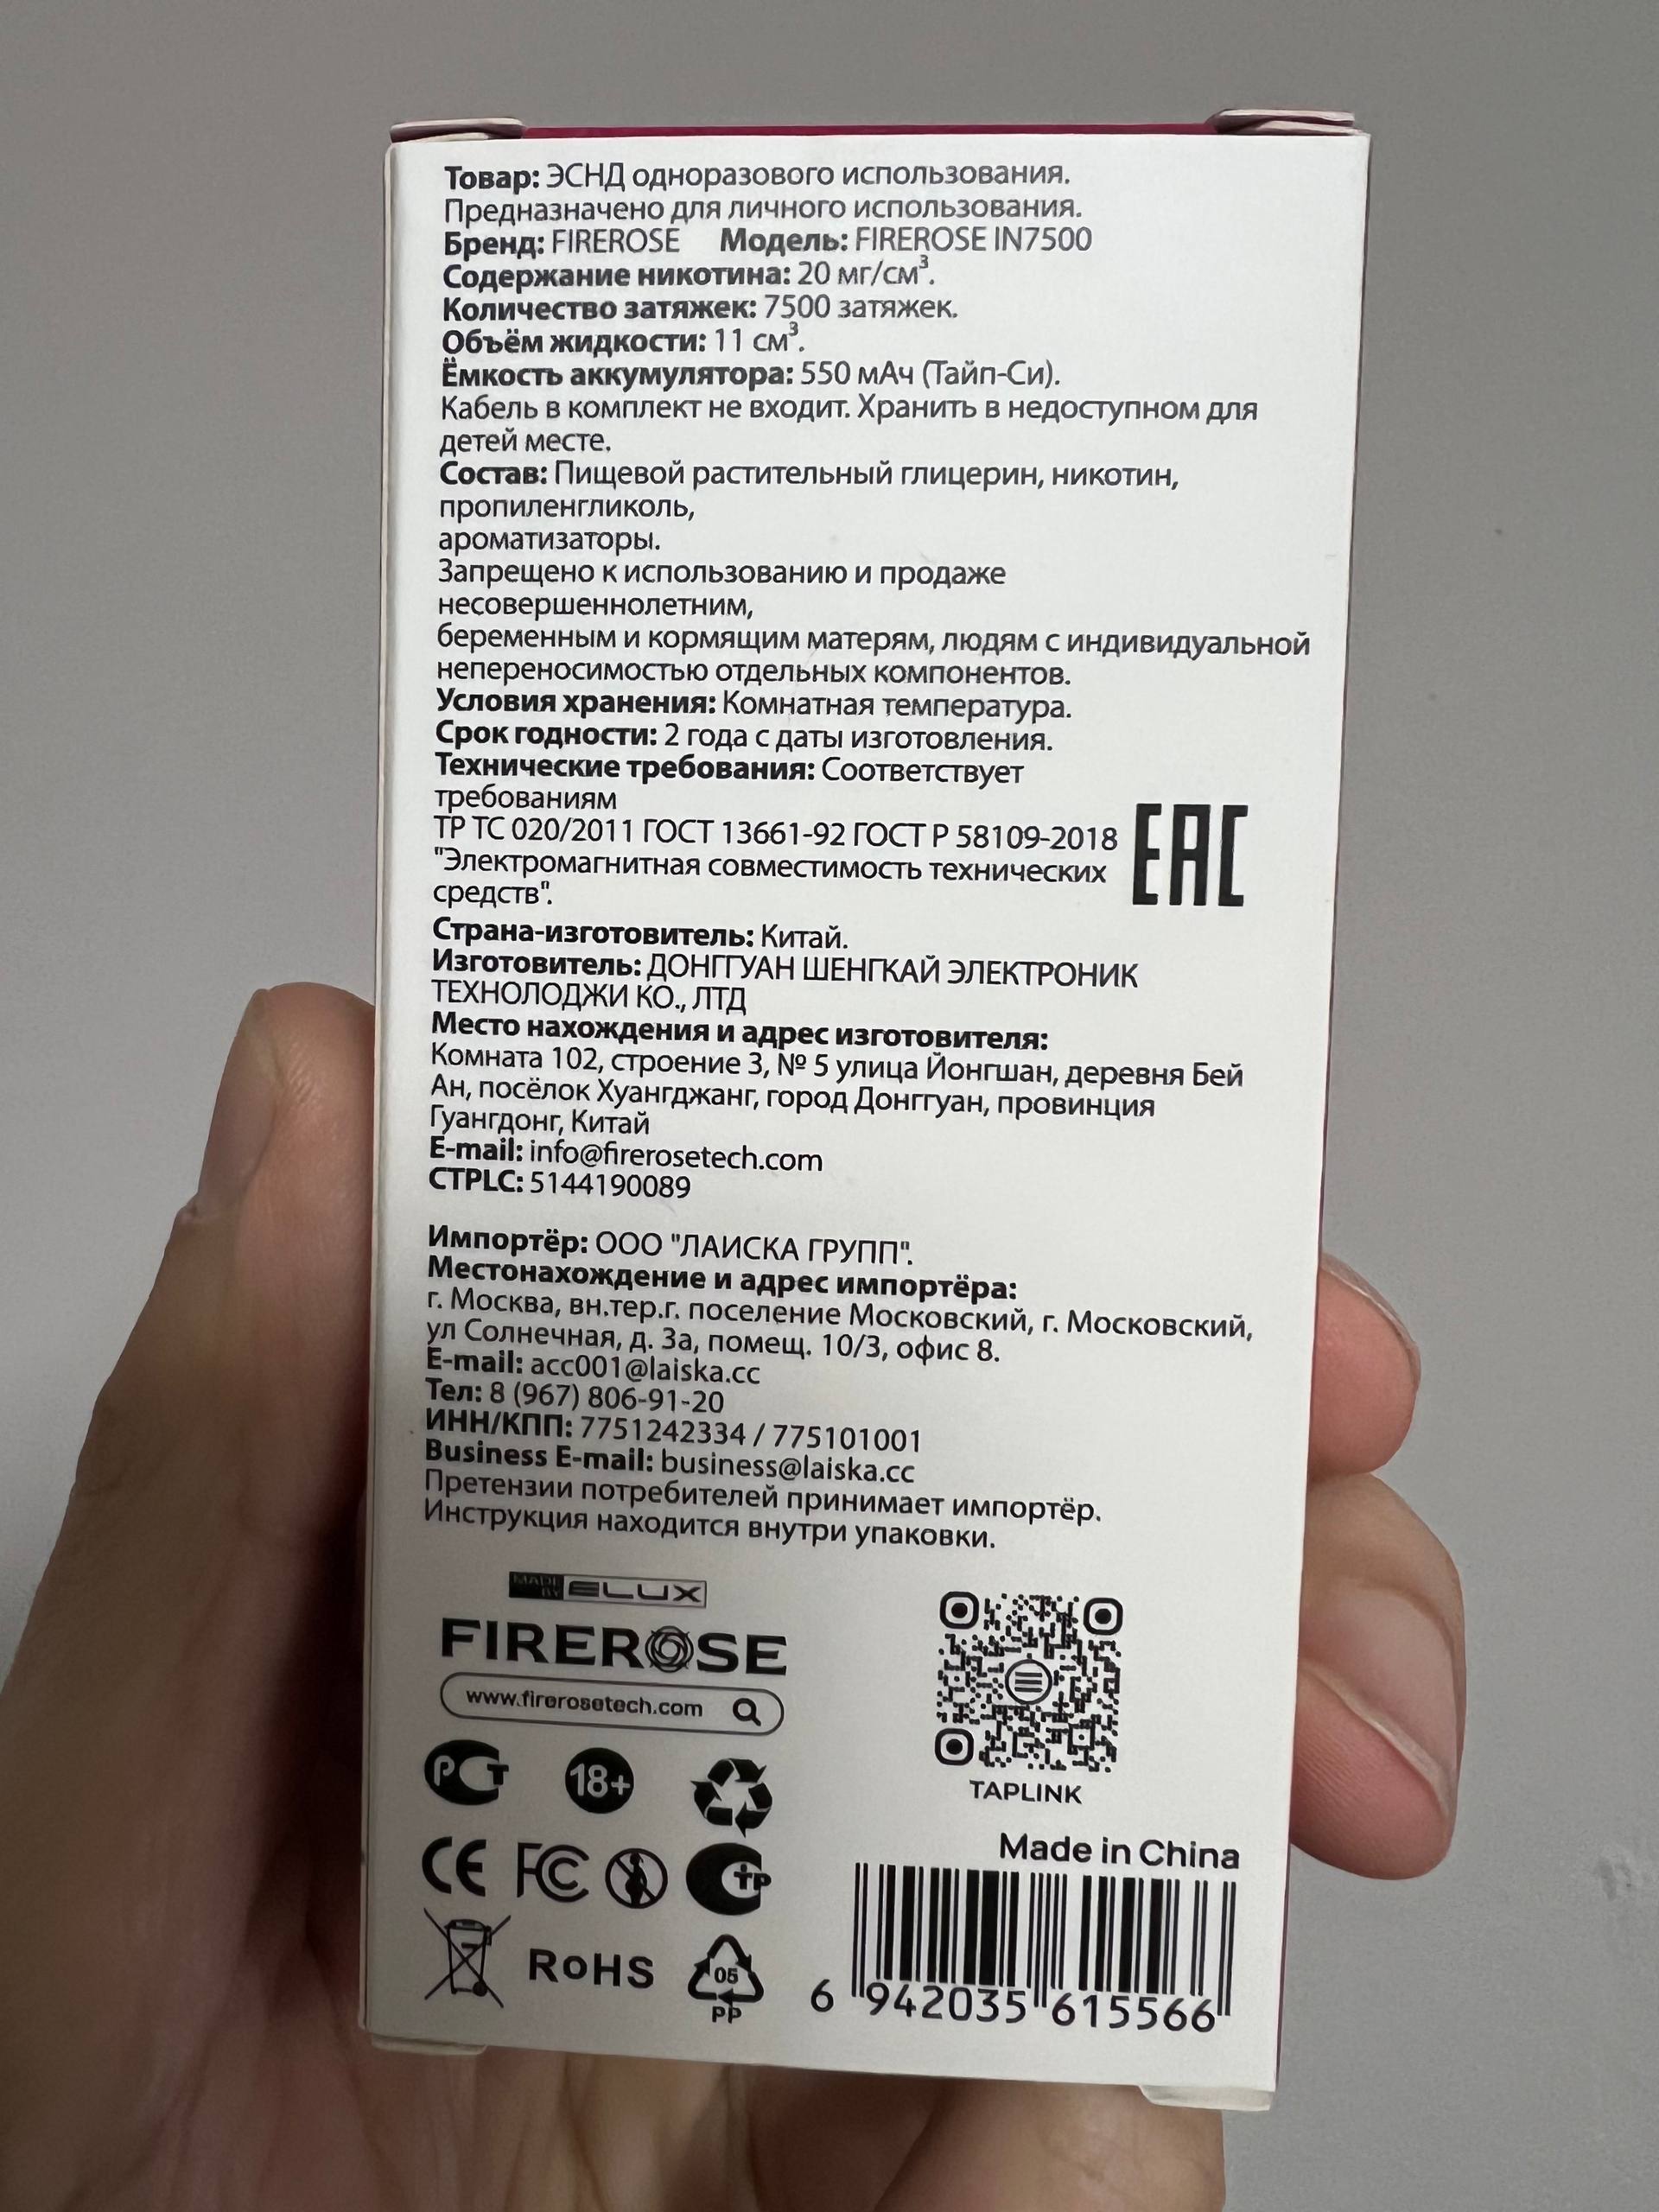 Товар: ЭСНД одноразового использования.
Предназначено для личного использования.
Бренд: FIREROSE Модель: FIREROSE IN7500
Содержание никотина: 20 мг/см³.
Количество затяжек: 7500 затяжек.
Объём жидкости: 11 см³.
Ёмкость аккумулятора: 550 мАч (Тайп-Си).
Кабель в комплект не входит. Хранить в недоступном для
детей месте.
Состав: Пищевой растительный глицерин, никотин,
пропиленгликоль,
ароматизаторы.
Запрещено к использованию и продаже
несовершеннолетним,
беременным и кормящим матерям, людям с индивидуальной
непереносимостью отдельных компонентов.
Условия хранения: Комнатная температура.
Срок годности: 2 года с даты изготовления.
Технические требования: Соответствует
требованиям
ТР ТС 020/2011 ГОСТ 13661-92 ГОСТ Р 58109-2018
"Электромагнитная совместимость технических
средств".
EAC
Страна-изготовитель: Китай.
Изготовитель: ДОНГГУАН ШЕНГКАЙ ЭЛЕКТРОНИК
ТЕХНОЛОДЖИ КО., ЛТД
Место нахождения и адрес изготовителя:
Комната 102, строение 3, № 5 улица Йонгшан, деревня Бей
Ан, посёлок Хуангджанг, город Донггуан, провинция
Гуангдонг, Китай
E-mail: info@firerosetech.com
CTPLC: 5144190089
Импортёр: ООО "ЛАИСКА ГРУПП".
Местонахождение и адрес импортёра:
г. Москва, вн.тер.г. поселение Московский, г. Московский,
ул Солнечная, д. 3а, помещ. 10/3, офис 8.
E-mail: acc001@laiska.cc
Тел: 8 (967) 806-91-20
ИНН/КПП: 7751242334 / 775101001
Business E-mail: business@laiska.cc
Претензии потребителей принимает импортёр.
Инструкция находится внутри упаковки.
MADE BY ELUX
FIREROSE
www.firerosetech.com
TAPLINK
РСТ 18+
Made in China
CE FC СТР
RoHS 05
PP
6 942035 615566